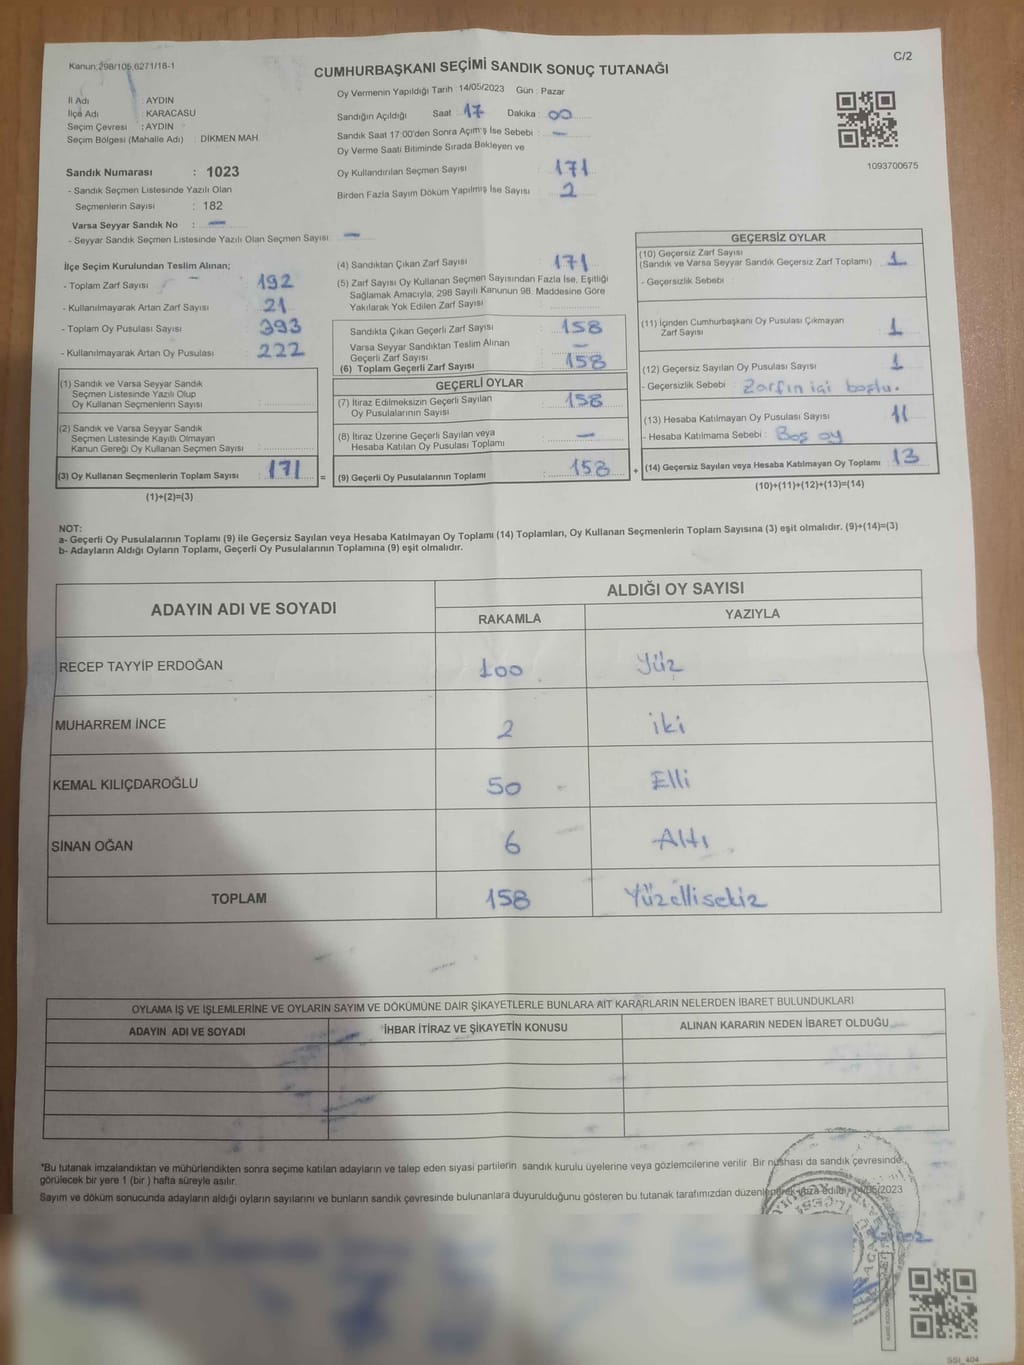 Kanun:298/105,6271/18-1
C/2
CUMHURBAŞKANI SEÇİMİ SANDIK SONUÇ TUTANAĞI
Oy Vermenin Yapıldığı Tarih 14/05/2023 Gün : Pazar
İl Adı : AYDIN
İlçe Adı : KARACASU
Seçim Çevresi : AYDIN
Seçim Bölgesi (Mahalle Adı) : DİKMEN MAH.
Sandığın Açıldığı Saat : 17 Dakika : 00
Sandık Saat 17:00'den Sonra Açılmış İse Sebebi : —
Oy Verme Saati Bitiminde Sırada Bekleyen ve
Oy Kullandırılan Seçmen Sayısı 171
Birden Fazla Sayım Döküm Yapılmış İse Sayısı 2
1093700675
Sandık Numarası : 1023
- Sandık Seçmen Listesinde Yazılı Olan
Seçmenlerin Sayısı : 182
Varsa Seyyar Sandık No : —
- Seyyar Sandık Seçmen Listesinde Yazılı Olan Seçmen Sayısı : —
İlçe Seçim Kurulundan Teslim Alınan;
- Toplam Zarf Sayısı : 192
- Kullanılmayarak Artan Zarf Sayısı : 21
- Toplam Oy Pusulası Sayısı : 393
- Kullanılmayarak Artan Oy Pusulası : 222
(1) Sandık ve Varsa Seyyar Sandık
Seçmen Listesinde Yazılı Olup
Oy Kullanan Seçmenlerin Sayısı :
(2) Sandık ve Varsa Seyyar Sandık
Seçmen Listesinde Kayıtlı Olmayan
Kanun Gereği Oy Kullanan Seçmen Sayısı :
(3) Oy Kullanan Seçmenlerin Toplam Sayısı : 171
(1)+(2)=(3)
(4) Sandıktan Çıkan Zarf Sayısı 171
(5) Zarf Sayısı Oy Kullanan Seçmen Sayısından Fazla İse, Eşitliği
Sağlamak Amacıyla, 298 Sayılı Kanunun 98. Maddesine Göre
Yakılarak Yok Edilen Zarf Sayısı :
Sandıkta Çıkan Geçerli Zarf Sayısı : 158
Varsa Seyyar Sandıktan Teslim Alınan
Geçerli Zarf Sayısı : —
(6) Toplam Geçerli Zarf Sayısı : 158
GEÇERLİ OYLAR
(7) İtiraz Edilmeksizin Geçerli Sayılan
Oy Pusulalarının Sayısı : 158
(8) İtiraz Üzerine Geçerli Sayılan veya
Hesaba Katılan Oy Pusulası Toplamı : —
= (9) Geçerli Oy Pusulalarının Toplamı : 158
GEÇERSİZ OYLAR
(10) Geçersiz Zarf Sayısı
(Sandık ve Varsa Seyyar Sandık Geçersiz Zarf Toplamı) : 1
- Geçersizlik Sebebi :
(11) İçinden Cumhurbaşkanı Oy Pusulası Çıkmayan
Zarf Sayısı : 1
(12) Geçersiz Sayılan Oy Pusulası Sayısı : 1
- Geçersizlik Sebebi : Zarfın içi boştu.
(13) Hesaba Katılmayan Oy Pusulası Sayısı : 11
- Hesaba Katılmama Sebebi : Boş oy
+ (14) Geçersiz Sayılan veya Hesaba Katılmayan Oy Toplamı : 13
(10)+(11)+(12)+(13)=(14)
NOT:
a- Geçerli Oy Pusulalarının Toplamı (9) ile Geçersiz Sayılan veya Hesaba Katılmayan Oy Toplamı (14) Toplamları, Oy Kullanan Seçmenlerin Toplam Sayısına (3) eşit olmalıdır. (9)+(14)=(3)
b- Adayların Aldığı Oyların Toplamı, Geçerli Oy Pusulalarının Toplamına (9) eşit olmalıdır.
ADAYIN ADI VE SOYADI ALDIĞI OY SAYISI
RAKAMLA YAZIYLA
RECEP TAYYİP ERDOĞAN 100 Yüz
MUHARREM İNCE 2 iki
KEMAL KILIÇDAROĞLU 50 Elli
SİNAN OĞAN 6 Altı
TOPLAM 158 Yüzellisekiz
OYLAMA İŞ VE İŞLEMLERİNE VE OYLARIN SAYIM VE DÖKÜMÜNE DAİR ŞİKAYETLERLE BUNLARA AİT KARARLARIN NELERDEN İBARET BULUNDUKLARI
ADAYIN ADI VE SOYADI İHBAR İTİRAZ VE ŞİKAYETİN KONUSU ALINAN KARARIN NEDEN İBARET OLDUĞU
*Bu tutanak imzalandıktan ve mühürlendikten sonra seçime katılan adayların ve talep eden siyasi partilerin sandık kurulu üyelerine veya gözlemcilerine verilir. Bir nüshası da sandık çevresinde
görülecek bir yere 1 (bir ) hafta süreyle asılır.
Sayım ve döküm sonucunda adayların aldığı oyların sayılarını ve bunların sandık çevresinde bulunanlara duyurulduğunu gösteren bu tutanak tarafımızdan düzenlenerek imza edildi. 14/05/2023
SSI_404